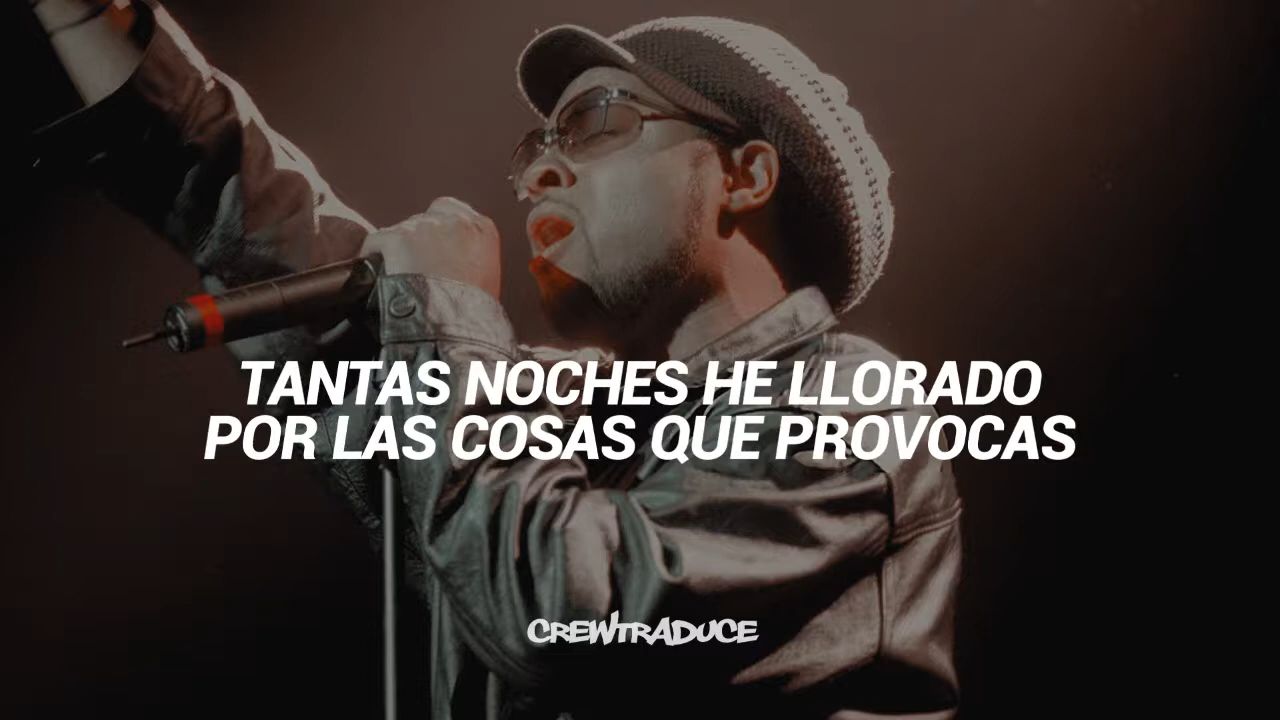 TANTAS NOCHES HE LLORADO
POR LAS COSAS QUE PROVOCAS
CREWTRADUCE